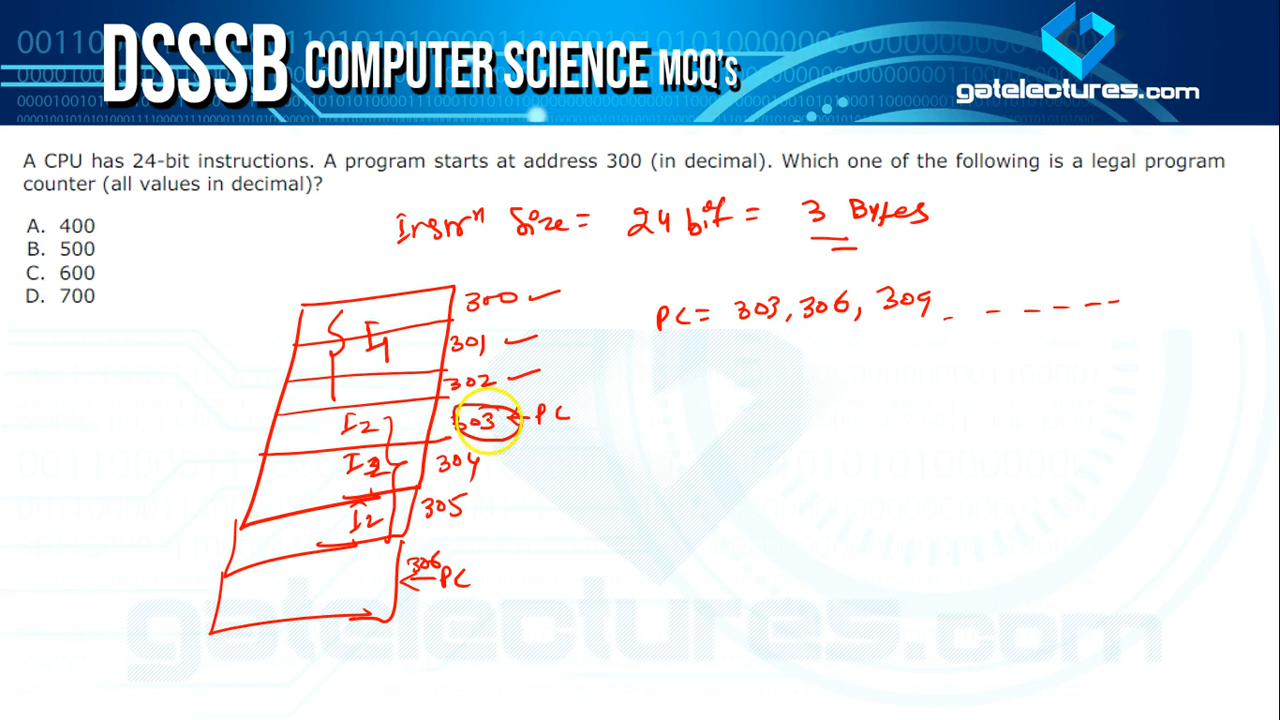 DSSSB COMPUTER SCIENCE MCQ's
gatelectures.com
A CPU has 24-bit instructions. A program starts at address 300 (in decimal). Which one of the following is a legal program
counter (all values in decimal)?
A. 400
B. 500
C. 600
D. 700
Instrⁿ Size = 24 bit = 3 Bytes
PC = 303, 306, 309
300
I1 301
302
I2 303 ← PC
304
I2 305
306
← PC
gatelectures.com